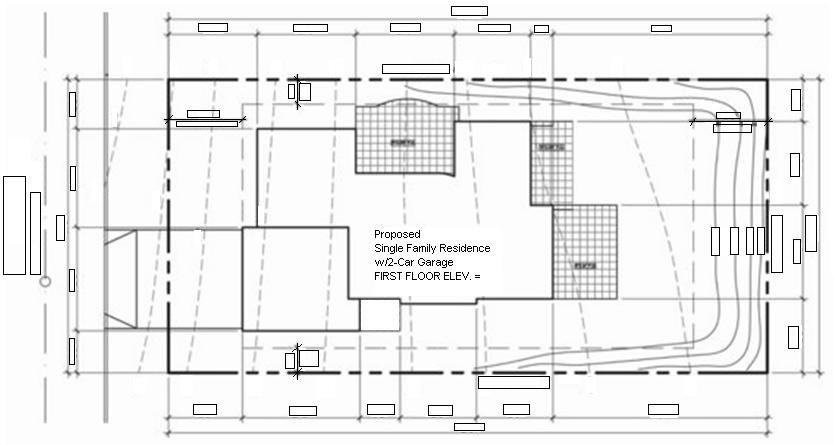 Proposed
Single Family Residence
w/2-Car Garage
FIRST FLOOR ELEV. =